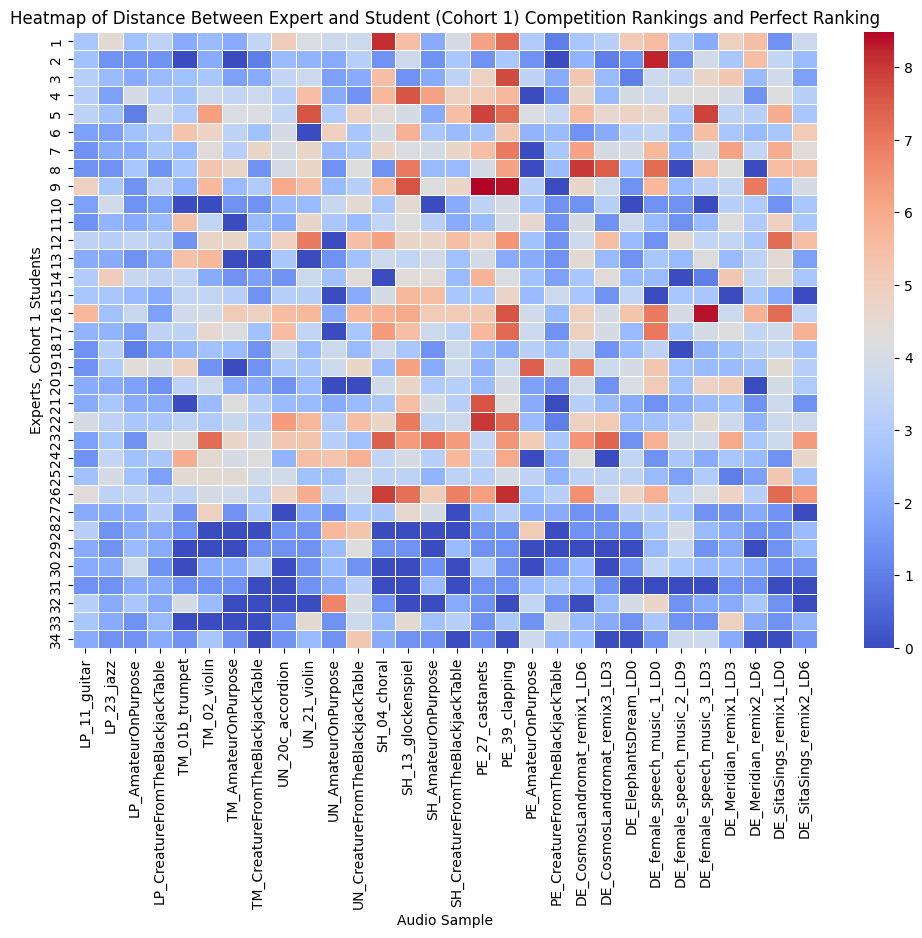 Heatmap of Distance Between Expert and Student (Cohort 1) Competition Rankings and Perfect Ranking
Experts, Cohort 1 Students
1
2
3
4
5
6
7
8
9
10
11
12
13
14
15
16
17
18
19
20
21
22
23
24
25
26
27
28
29
30
31
32
33
34
8
7
6
5
4
3
2
1
0
LP_11_guitar
LP_23_jazz
LP_AmateurOnPurpose
LP_CreatureFromTheBlackjackTable
TM_01b_trumpet
TM_02_violin
TM_AmateurOnPurpose
TM_CreatureFromTheBlackjackTable
UN_20c_accordion
UN_21_violin
UN_AmateurOnPurpose
UN_CreatureFromTheBlackjackTable
SH_04_choral
SH_13_glockenspiel
SH_AmateurOnPurpose
SH_CreatureFromTheBlackjackTable
PE_27_castanets
PE_39_clapping
PE_AmateurOnPurpose
PE_CreatureFromTheBlackjackTable
DE_CosmosLandromat_remix1_LD6
DE_CosmosLandromat_remix3_LD3
DE_ElephantsDream_LD0
DE_female_speech_music_1_LD0
DE_female_speech_music_2_LD9
DE_female_speech_music_3_LD3
DE_Meridian_remix1_LD3
DE_Meridian_remix2_LD6
DE_SitaSings_remix1_LD0
DE_SitaSings_remix2_LD6
Audio Sample